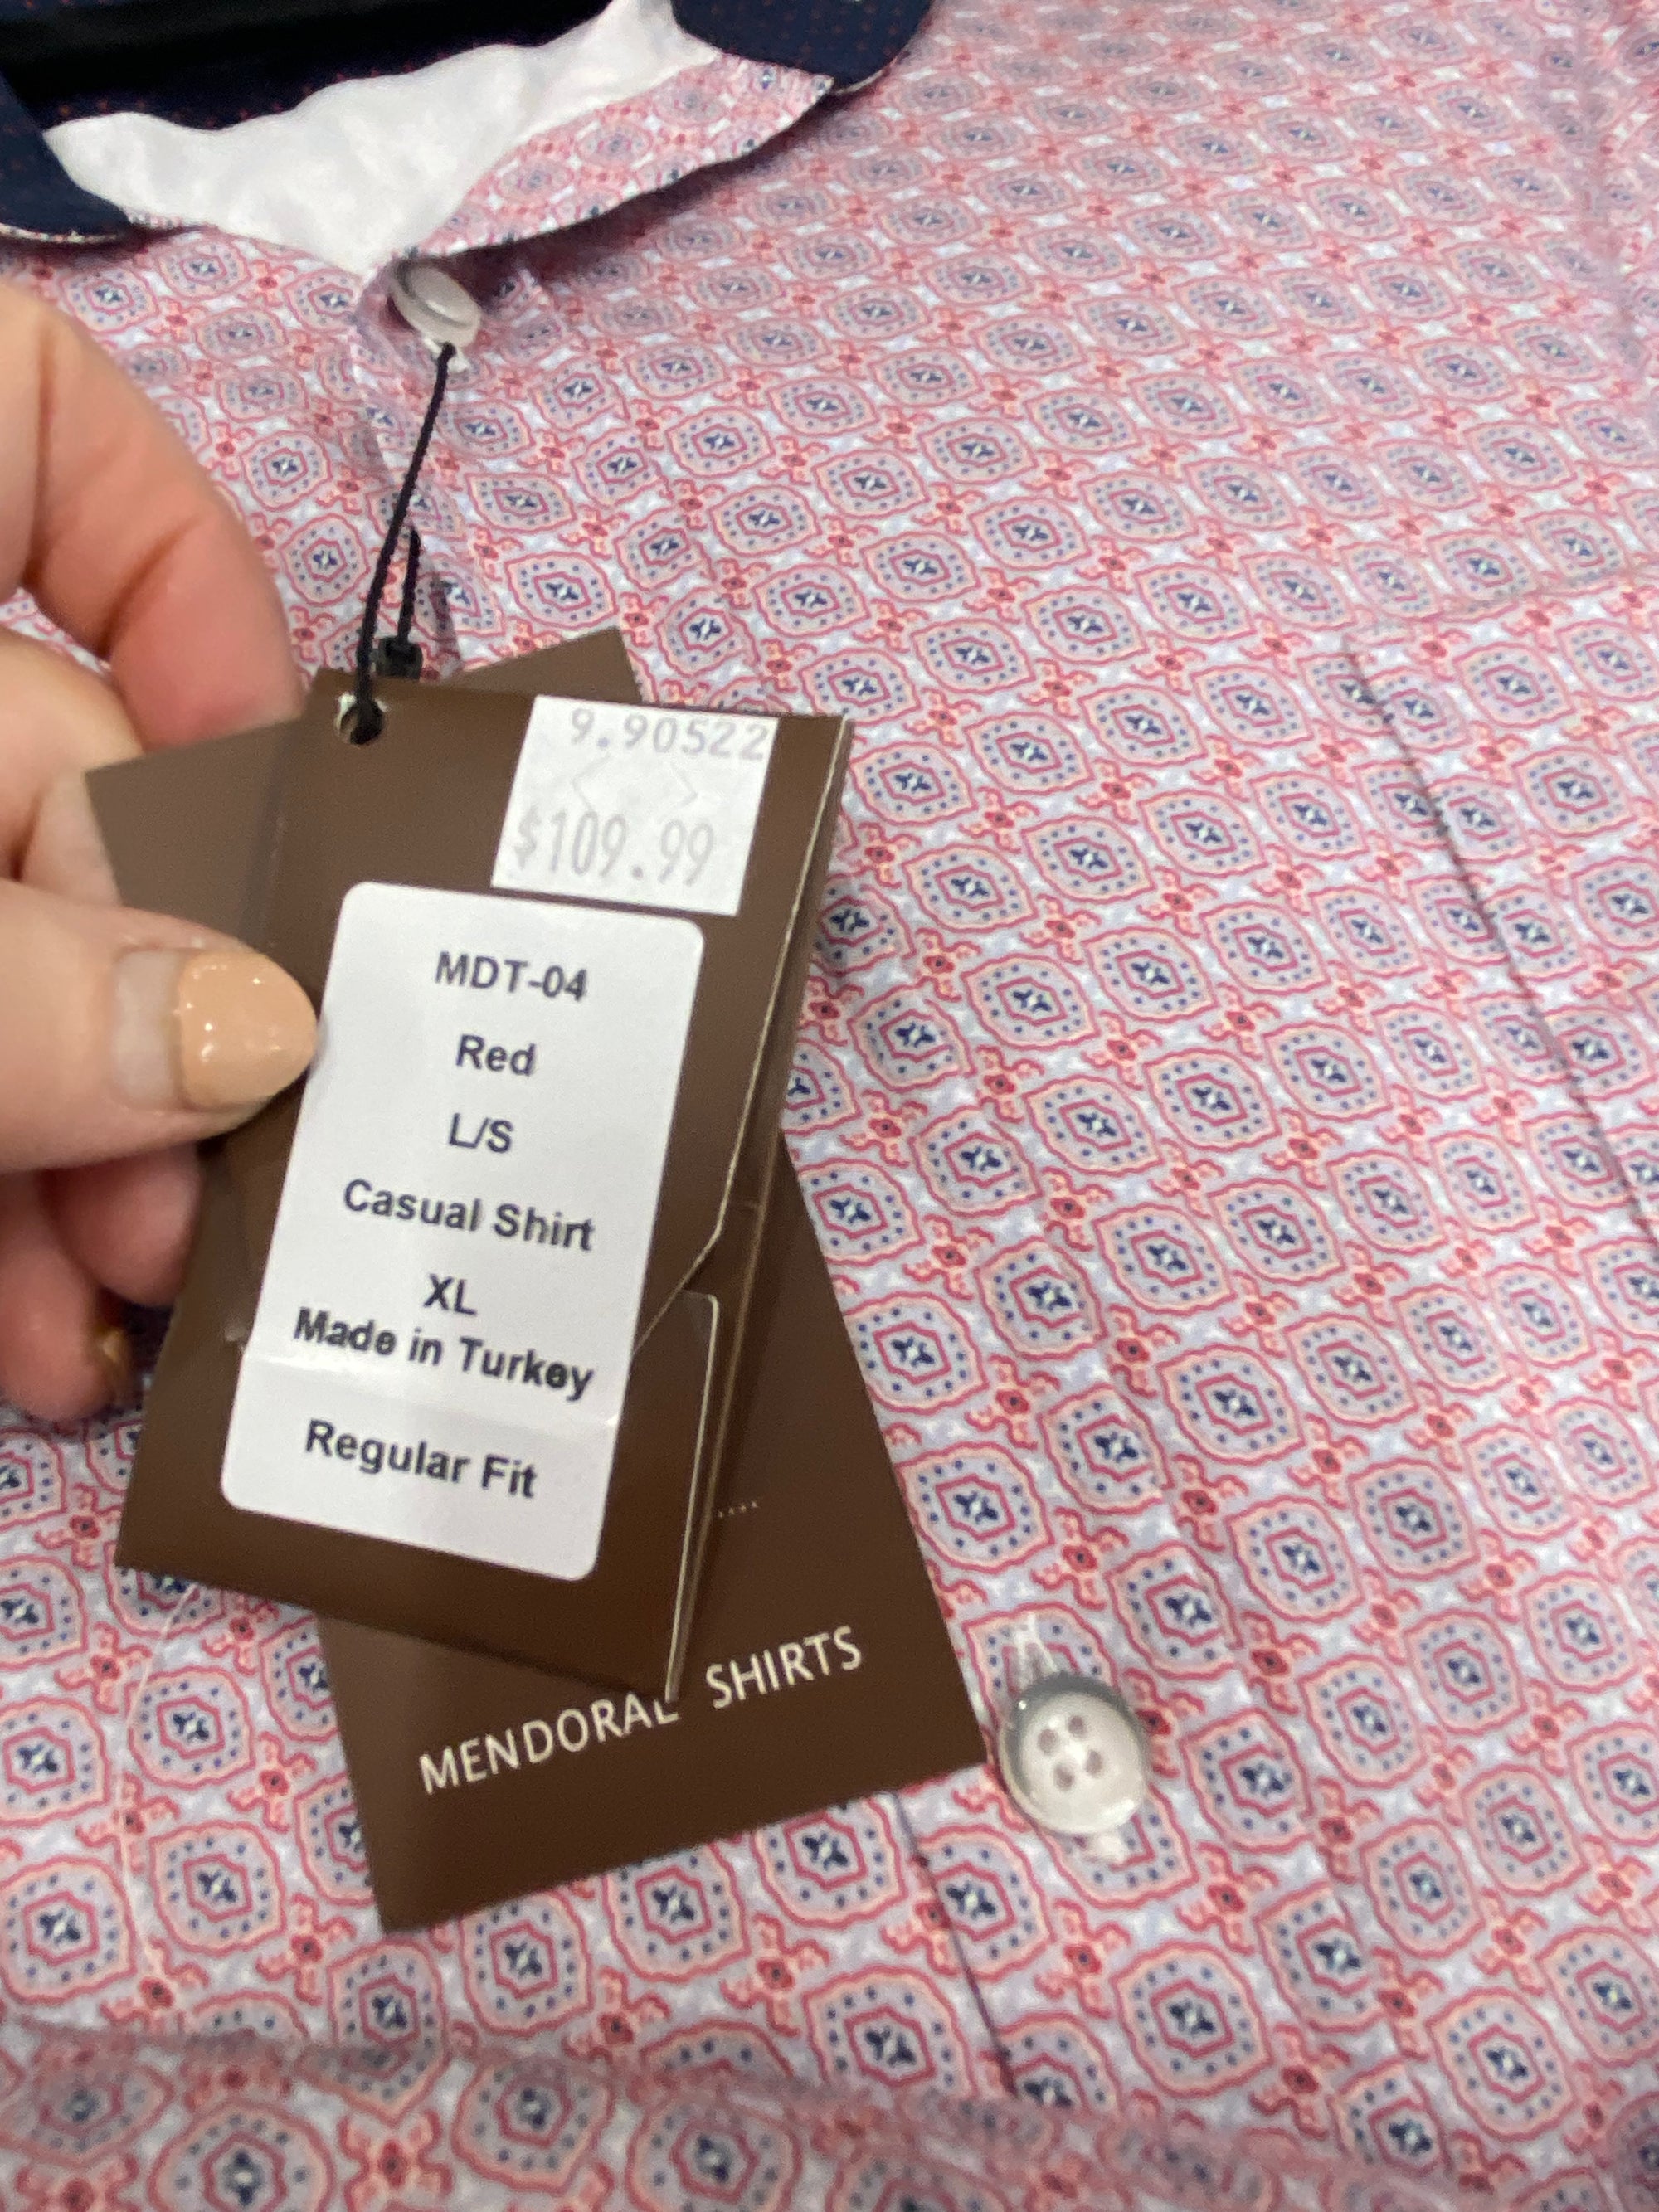 9.90522
< >
$109.99
MDT-04
Red
L/S
Casual Shirt
XL
Made in Turkey
Regular Fit
MENDORAL SHIRTS